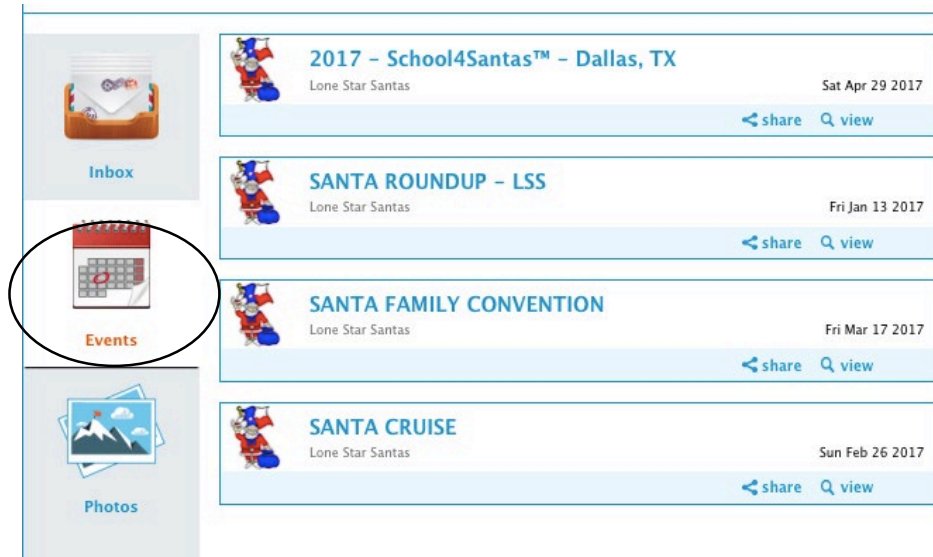 Inbox
Events
Photos
2017 – School4Santas™ – Dallas, TX
Lone Star Santas
Sat Apr 29 2017
share view
SANTA ROUNDUP – LSS
Lone Star Santas
Fri Jan 13 2017
share view
SANTA FAMILY CONVENTION
Lone Star Santas
Fri Mar 17 2017
share view
SANTA CRUISE
Lone Star Santas
Sun Feb 26 2017
share view